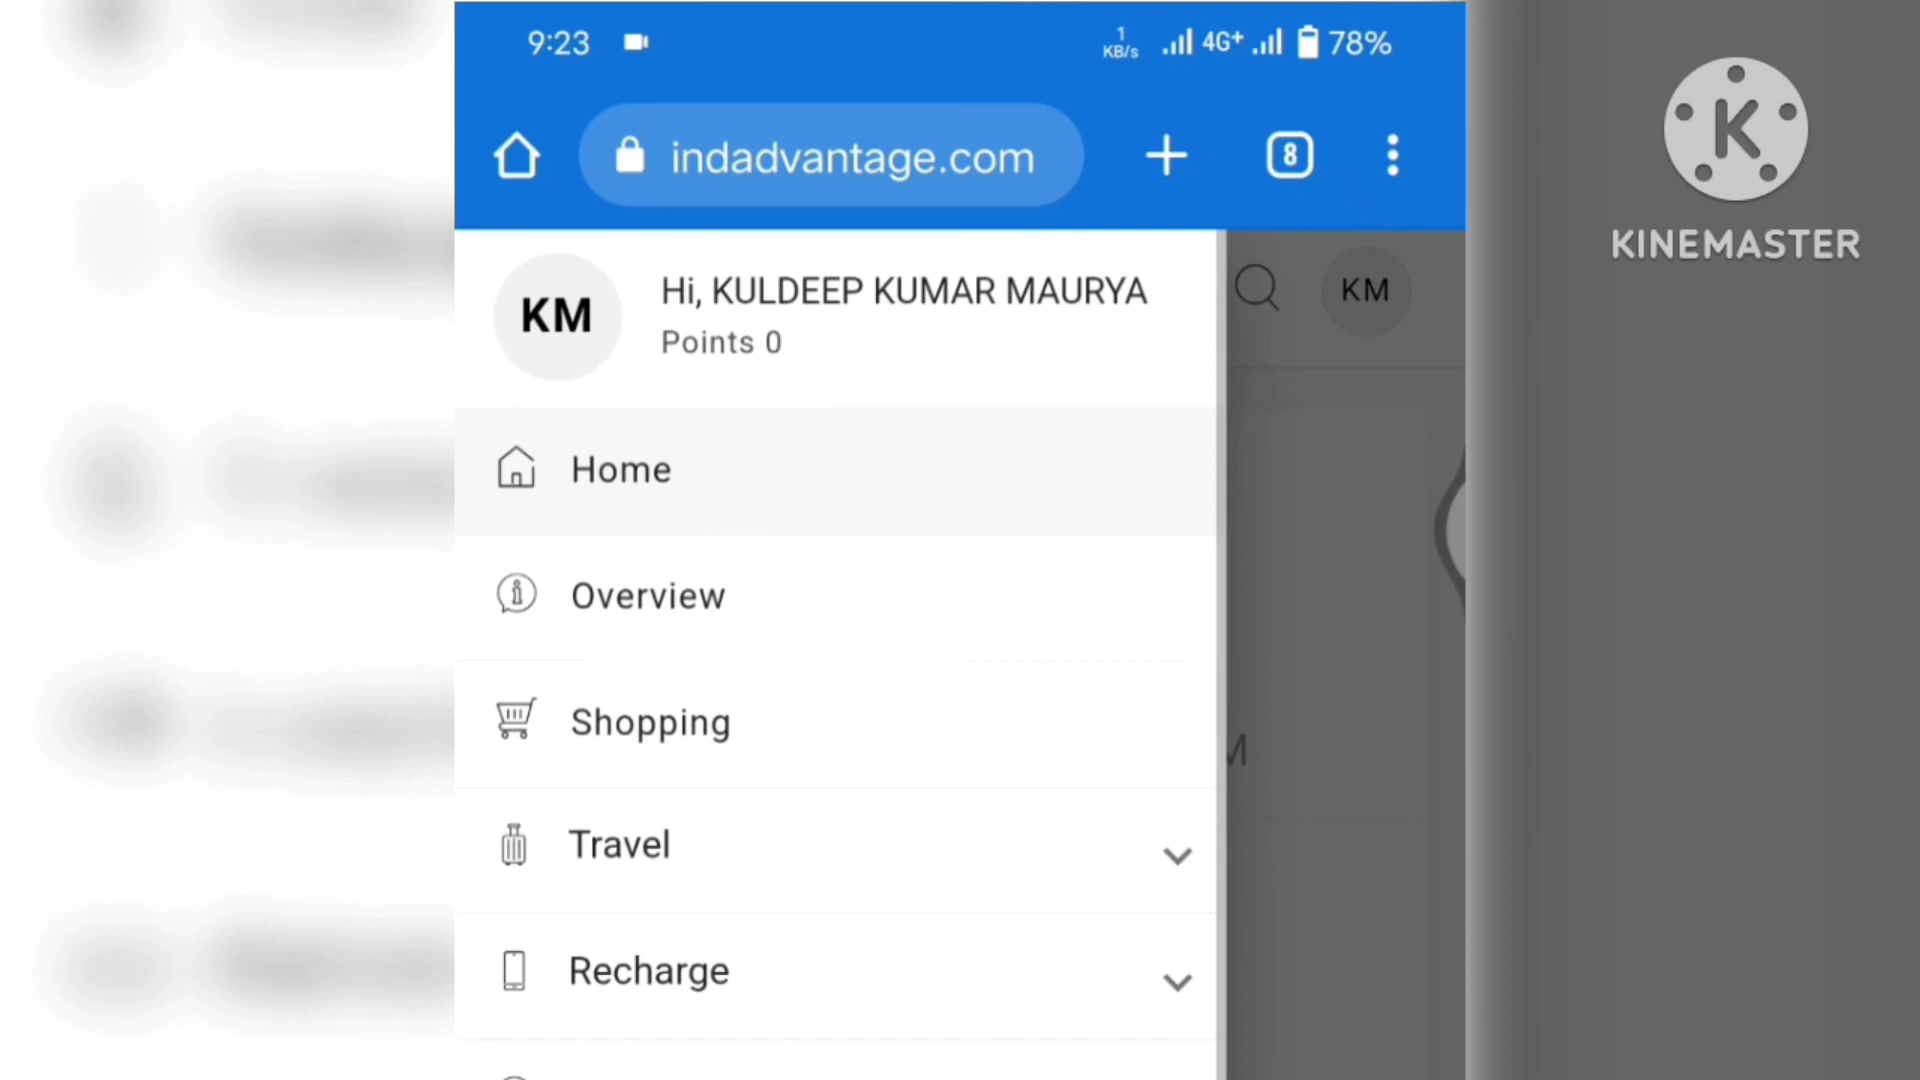 9:23 1 KB/s 4G+ 78%
indadvantage.com 8
K
KINEMASTER
KM Hi, KULDEEP KUMAR MAURYA KM
Points 0
Home
Overview
Shopping
M
Travel
Recharge